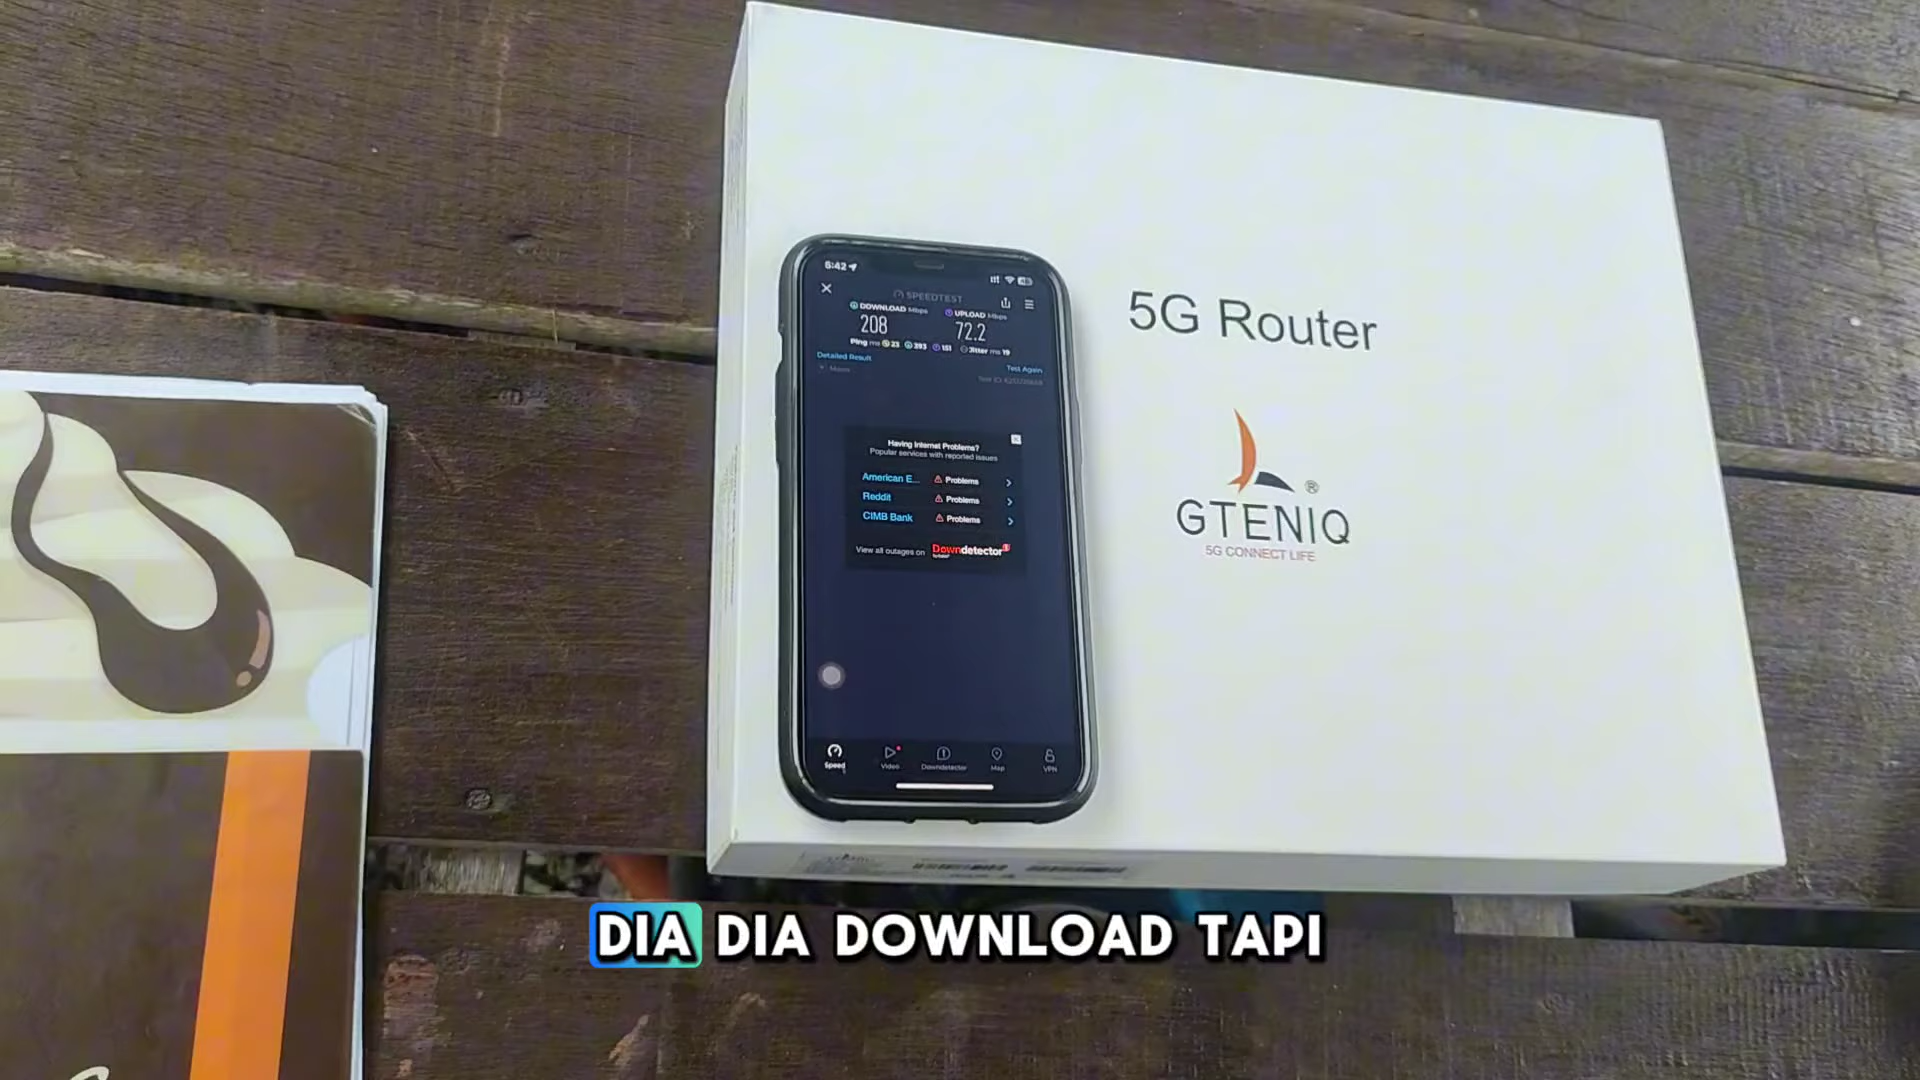 5G Router
GTENIQ ®
5G CONNECT LIFE
5:42
SPEEDTEST
DOWNLOAD Mbps
UPLOAD Mbps
208
72.2
Ping ms 23 393 151 Jitter ms 19
Detailed Result
Test Again
Having Internet Problems?
Popular services with reported issues
American E... Problems
Reddit Problems
CIMB Bank Problems
View all outages on Downdetector
Speed Video Downdetector Map VPN
DIA DIA DOWNLOAD TAPI